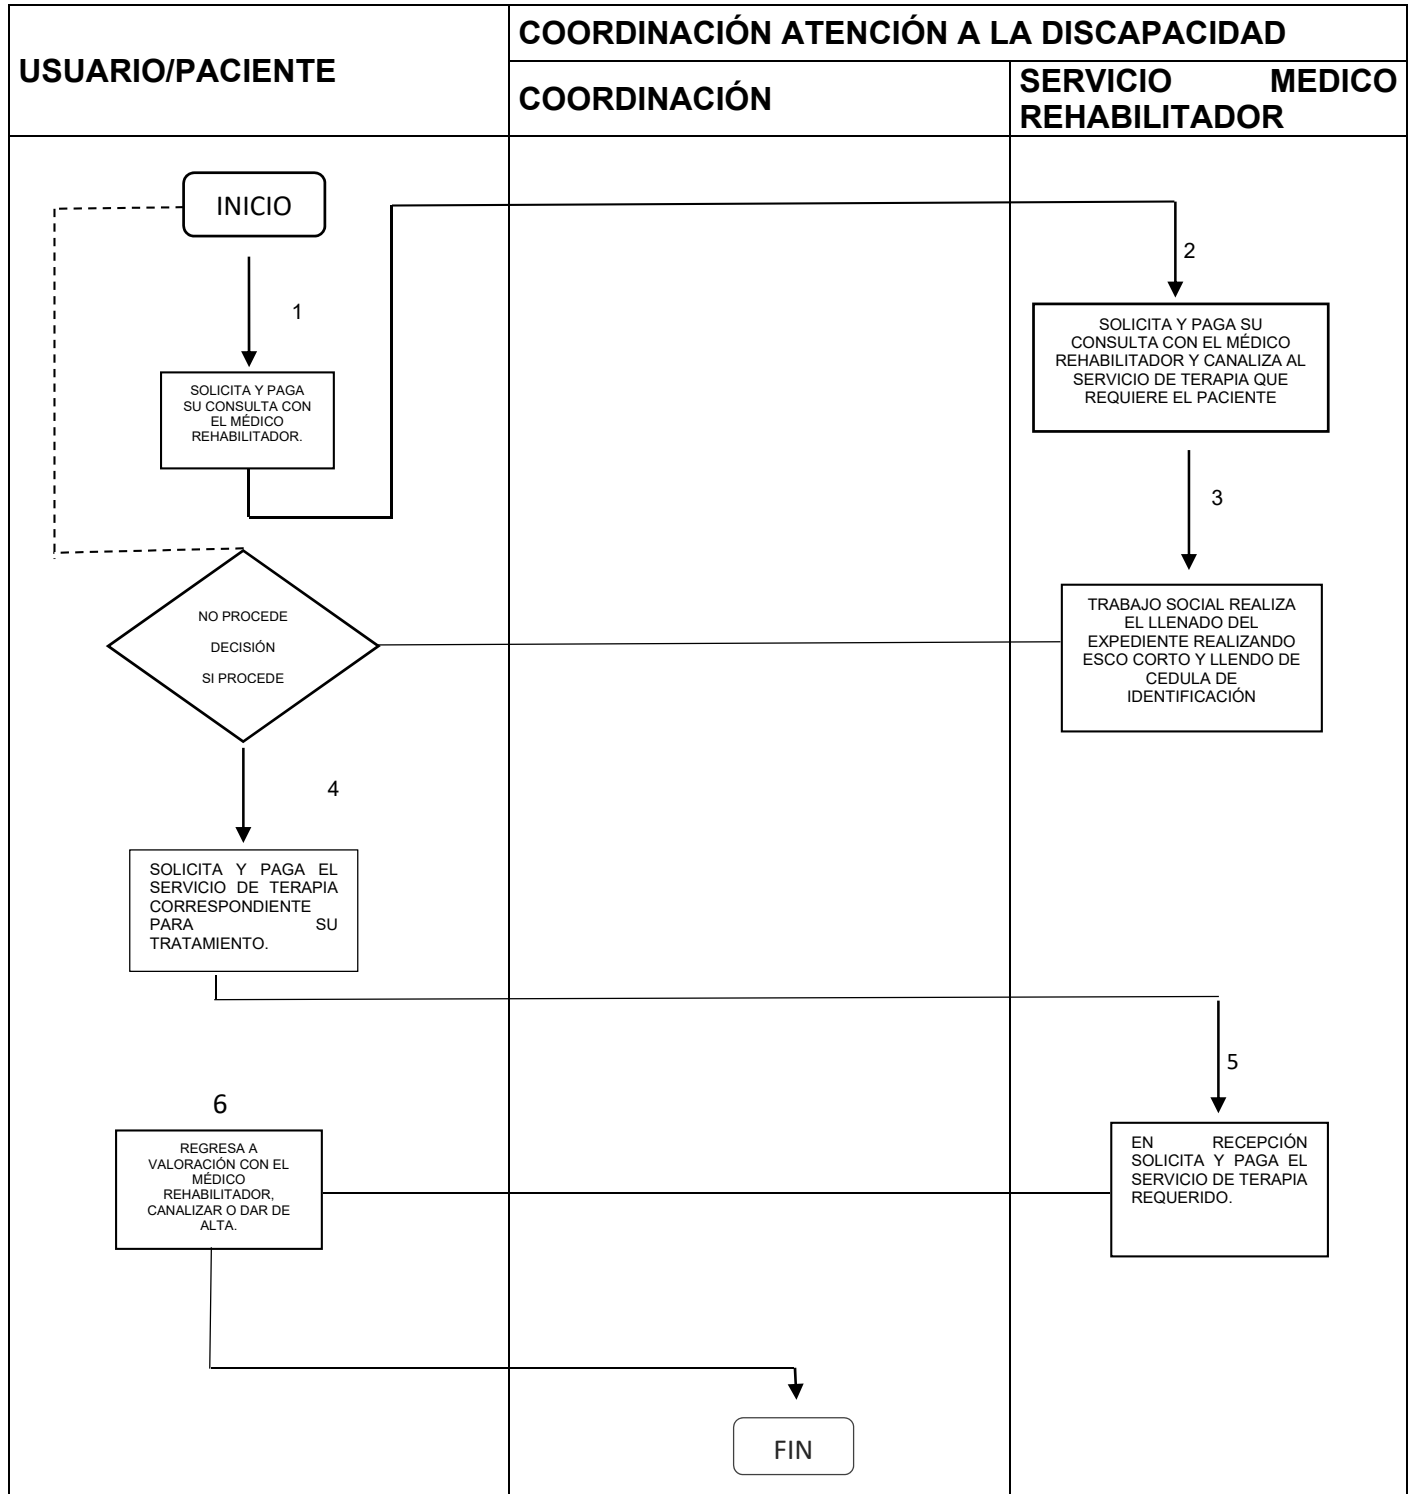 USUARIO/PACIENTE
COORDINACIÓN ATENCIÓN A LA DISCAPACIDAD
COORDINACIÓN
SERVICIO MEDICO
REHABILITADOR
INICIO
1
SOLICITA Y PAGA
SU CONSULTA CON
EL MÉDICO
REHABILITADOR.
2
SOLICITA Y PAGA SU
CONSULTA CON EL MÉDICO
REHABILITADOR Y CANALIZA AL
SERVICIO DE TERAPIA QUE
REQUIERE EL PACIENTE
3
TRABAJO SOCIAL REALIZA
EL LLENADO DEL
EXPEDIENTE REALIZANDO
ESCO CORTO Y LLENDO DE
CEDULA DE
IDENTIFICACIÓN
NO PROCEDE
DECISIÓN
SI PROCEDE
4
SOLICITA Y PAGA EL
SERVICIO DE TERAPIA
CORRESPONDIENTE
PARA SU
TRATAMIENTO.
5
EN RECEPCIÓN
SOLICITA Y PAGA EL
SERVICIO DE TERAPIA
REQUERIDO.
6
REGRESA A
VALORACIÓN CON EL
MÉDICO
REHABILITADOR,
CANALIZAR O DAR DE
ALTA.
FIN